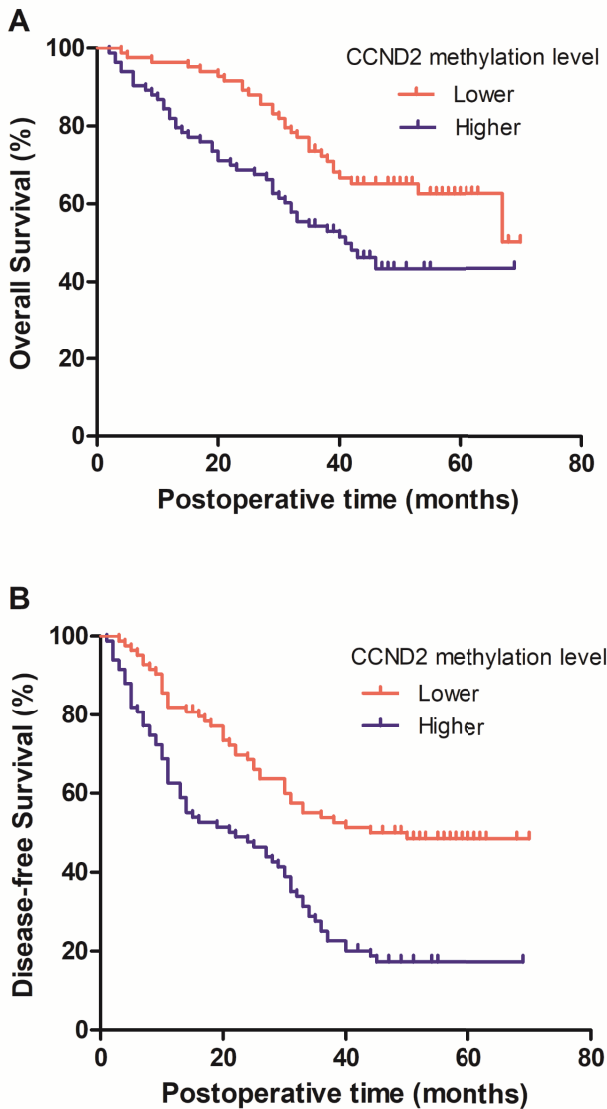 A
CCND2 methylation level
Lower
Higher
Overall Survival (%)
100
80
60
40
20
0
0 20 40 60 80
Postoperative time (months)
B
CCND2 methylation level
Lower
Higher
Disease-free Survival (%)
100
80
60
40
20
0
0 20 40 60 80
Postoperative time (months)